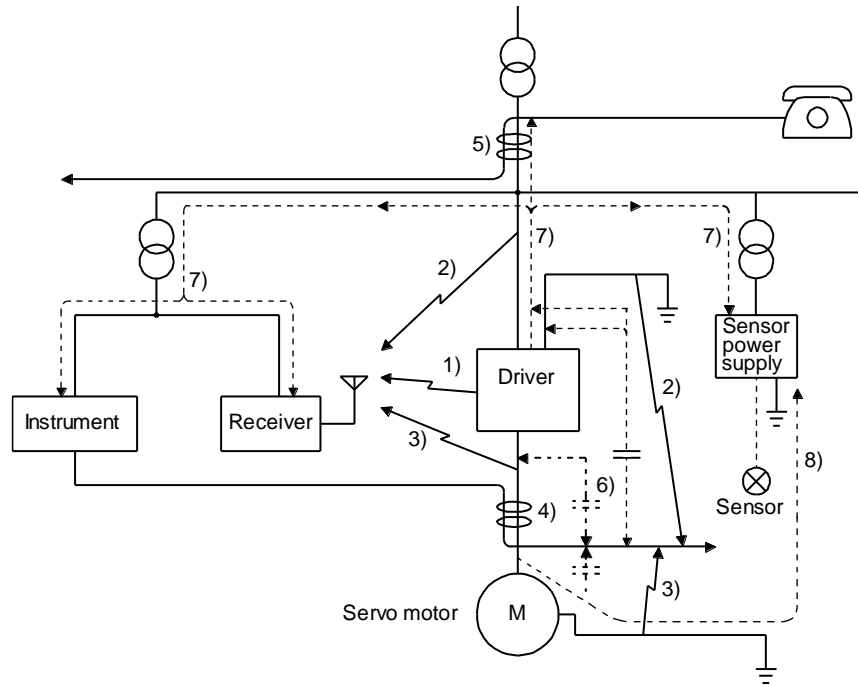 5)
7)
2)
7)
7)
Sensor
power
supply
1)
Driver
2)
Instrument
Receiver
3)
8)
6)
4)
Sensor
3)
Servo motor
M